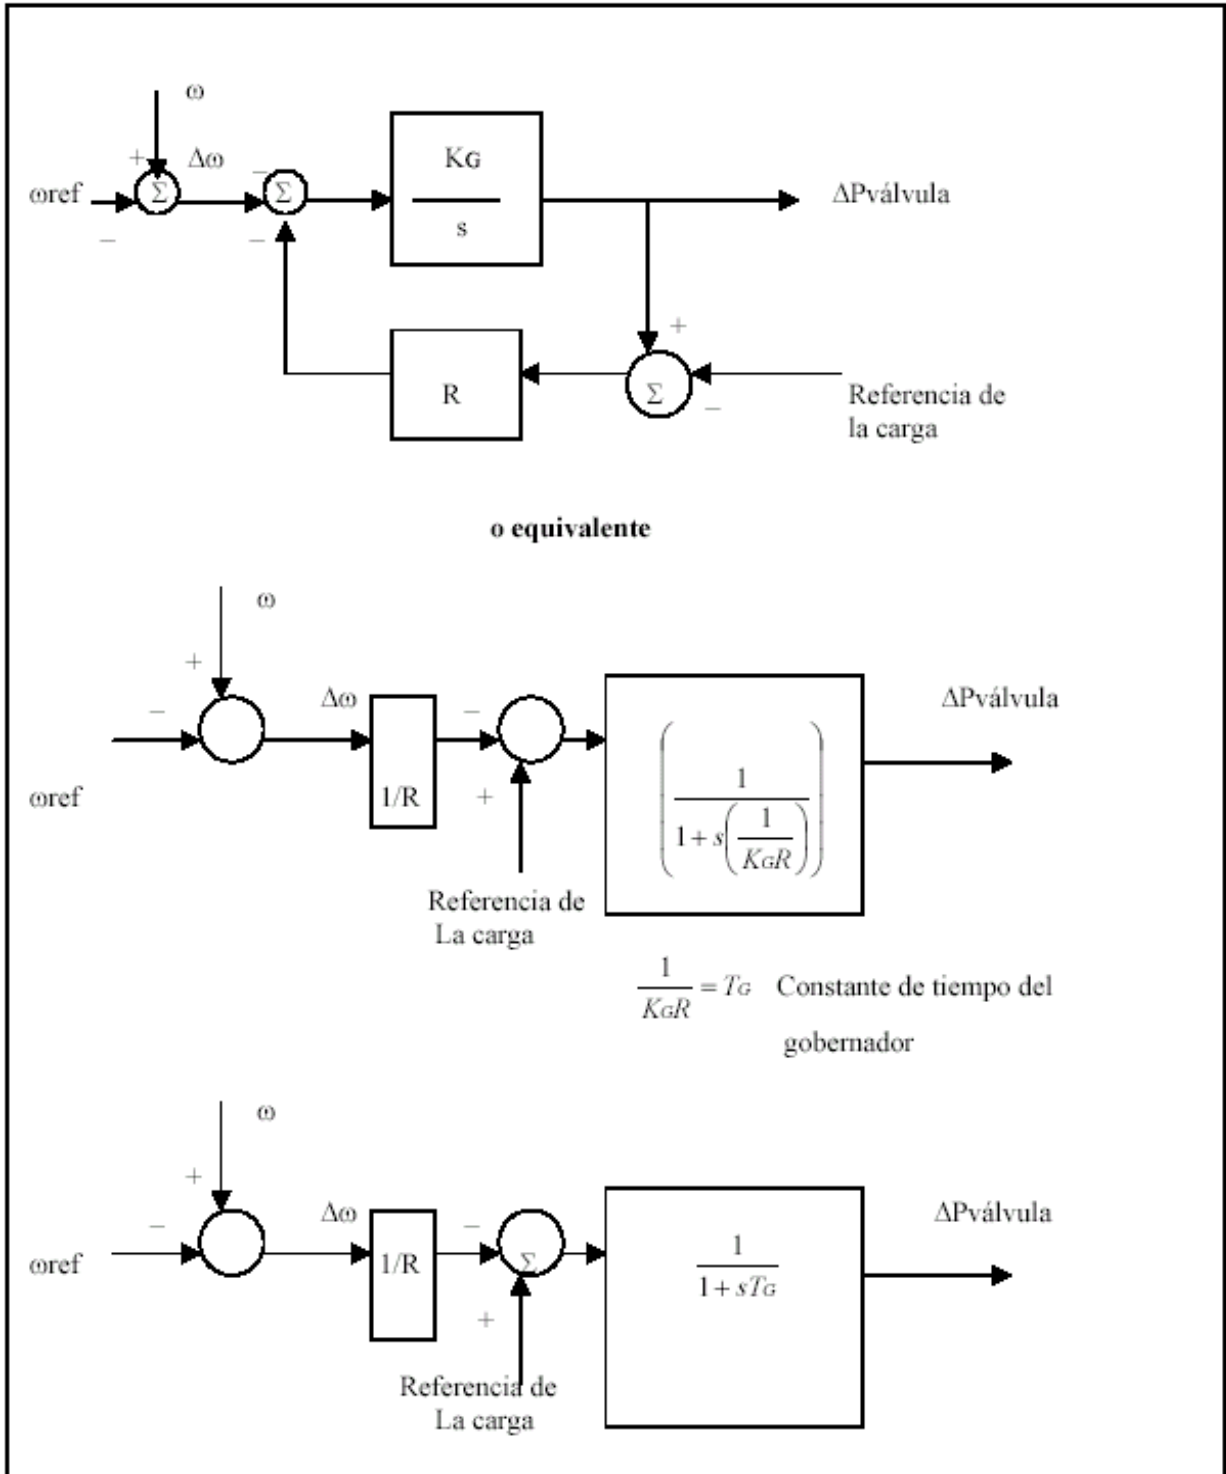 ω
+ Δω
ωref Σ − Σ KG ΔPválvula
− − s
+
R Σ Referencia de
− la carga
o equivalente
ω
+
− Δω − ΔPválvula
1
ωref 1/R + 1 + s(1/KGR)
Referencia de
La carga
1/KGR = TG Constante de tiempo del
gobernador
ω
+
− Δω − ΔPválvula
ωref 1/R Σ 1/1 + sTG
+
Referencia de
La carga